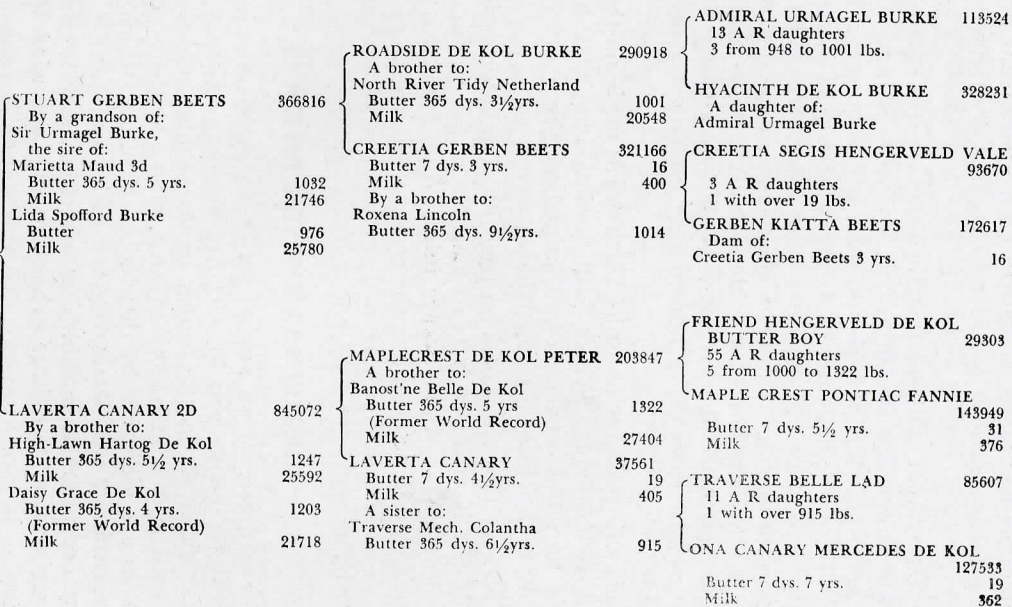 STUART GERBEN BEETS 366816
By a grandson of:
Sir Urmagel Burke,
the sire of:
Marietta Maud 3d
Butter 365 dys. 5 yrs. 1032
Milk 21746
Lida Spofford Burke
Butter 976
Milk 25780
LAVERTA CANARY 2D 845072
By a brother to:
High-Lawn Hartog De Kol
Butter 365 dys. 5½ yrs. 1247
Milk 25592
Daisy Grace De Kol
Butter 365 dys. 4 yrs. 1203
(Former World Record)
Milk 21718
ROADSIDE DE KOL BURKE 290918
A brother to:
North River Tidy Netherland
Butter 365 dys. 3½yrs. 1001
Milk 20548
CREETIA GERBEN BEETS 321166
Butter 7 dys. 3 yrs. 16
Milk 400
By a brother to:
Roxena Lincoln
Butter 365 dys. 9½yrs. 1014
MAPLECREST DE KOL PETER 203847
A brother to:
Banost'ne Belle De Kol
Butter 365 dys. 5 yrs 1322
(Former World Record)
Milk 27404
LAVERTA CANARY 37561
Butter 7 dys. 4½yrs. 19
Milk 405
A sister to:
Traverse Mech. Colantha
Butter 365 dys. 6½yrs. 915
ADMIRAL URMAGEL BURKE 113524
13 A R daughters
3 from 948 to 1001 lbs.
HYACINTH DE KOL BURKE 328231
A daughter of:
Admiral Urmagel Burke
CREETIA SEGIS HENGERVELD VALE
93670
3 A R daughters
1 with over 19 lbs.
GERBEN KIATTA BEETS 172617
Dam of:
Creetia Gerben Beets 3 yrs. 16
FRIEND HENGERVELD DE KOL
BUTTER BOY 29303
55 A R daughters
5 from 1000 to 1322 lbs.
MAPLE CREST PONTIAC FANNIE
143949
Butter 7 dys. 5½ yrs. 31
Milk 376
TRAVERSE BELLE LAD 85607
11 A R daughters
1 with over 915 lbs.
ONA CANARY MERCEDES DE KOL
127533
Butter 7 dys. 7 yrs. 19
Milk 362